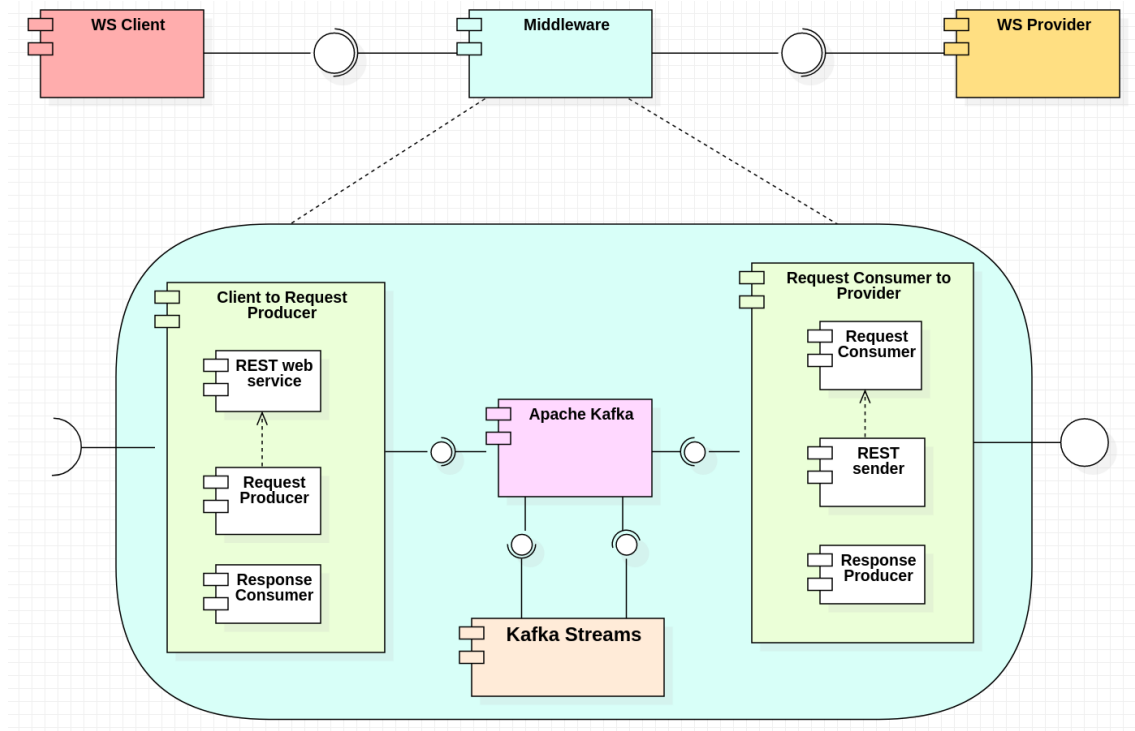 WS Client
Middleware
WS Provider
Client to Request
Producer
REST web
service
Request
Producer
Response
Consumer
Apache Kafka
Kafka Streams
Request Consumer to
Provider
Request
Consumer
REST
sender
Response
Producer